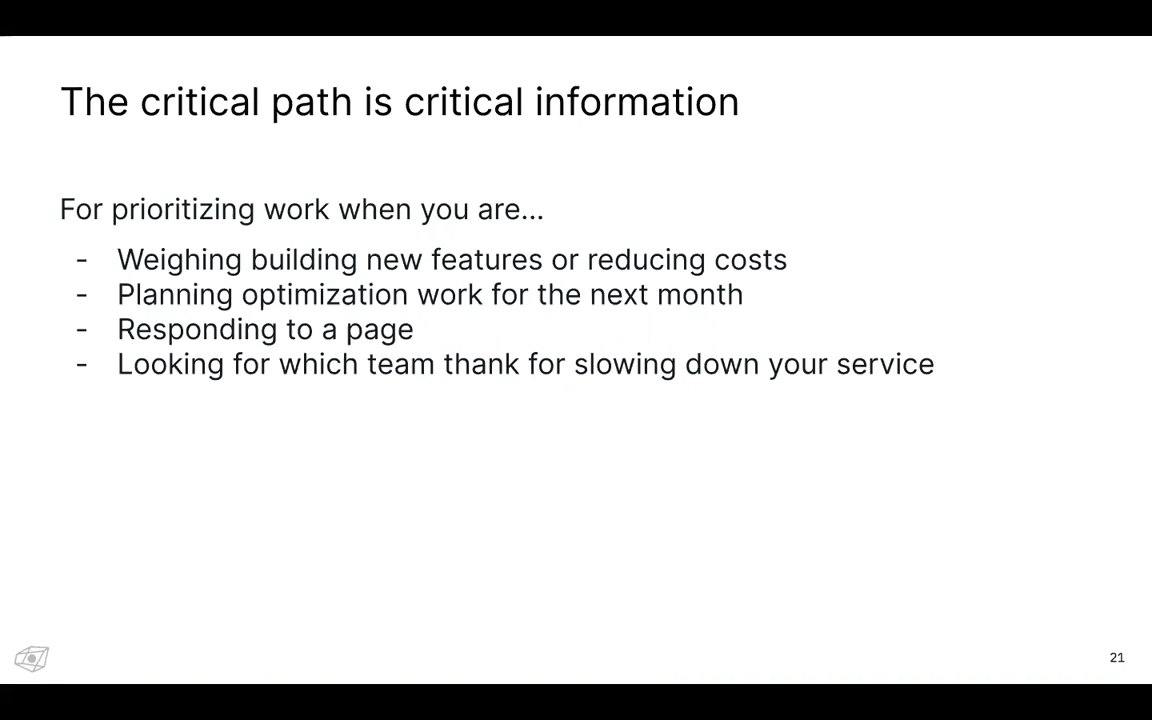 The critical path is critical information
For prioritizing work when you are...
- Weighing building new features or reducing costs
- Planning optimization work for the next month
- Responding to a page
- Looking for which team thank for slowing down your service
21